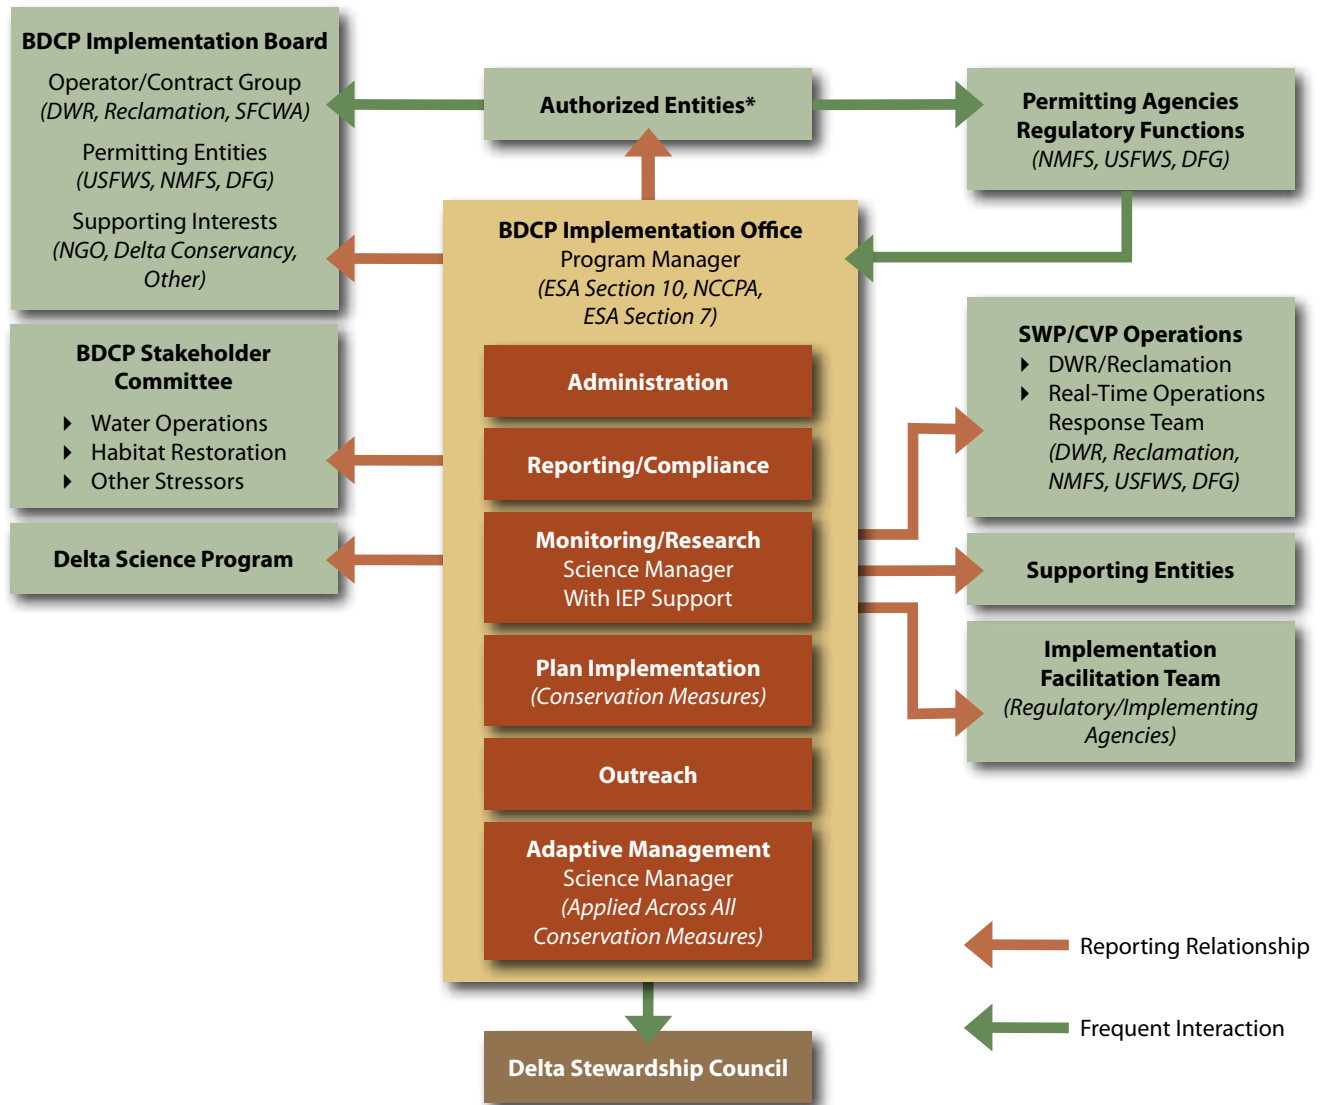 BDCP Implementation Board
Operator/Contract Group
(DWR, Reclamation, SFCWA)
Permitting Entities
(USFWS, NMFS, DFG)
Supporting Interests
(NGO, Delta Conservancy,
Other)
BDCP Stakeholder
Committee
Water Operations
Habitat Restoration
Other Stressors
Delta Science Program
Authorized Entities*
BDCP Implementation Office
Program Manager
(ESA Section 10, NCCPA,
ESA Section 7)
Administration
Reporting/Compliance
Monitoring/Research
Science Manager
With IEP Support
Plan Implementation
(Conservation Measures)
Outreach
Adaptive Management
Science Manager
(Applied Across All
Conservation Measures)
Delta Stewardship Council
Permitting Agencies
Regulatory Functions
(NMFS, USFWS, DFG)
SWP/CVP Operations
DWR/Reclamation
Real-Time Operations
Response Team
(DWR, Reclamation,
NMFS, USFWS, DFG)
Supporting Entities
Implementation
Facilitation Team
(Regulatory/Implementing
Agencies)
Reporting Relationship
Frequent Interaction